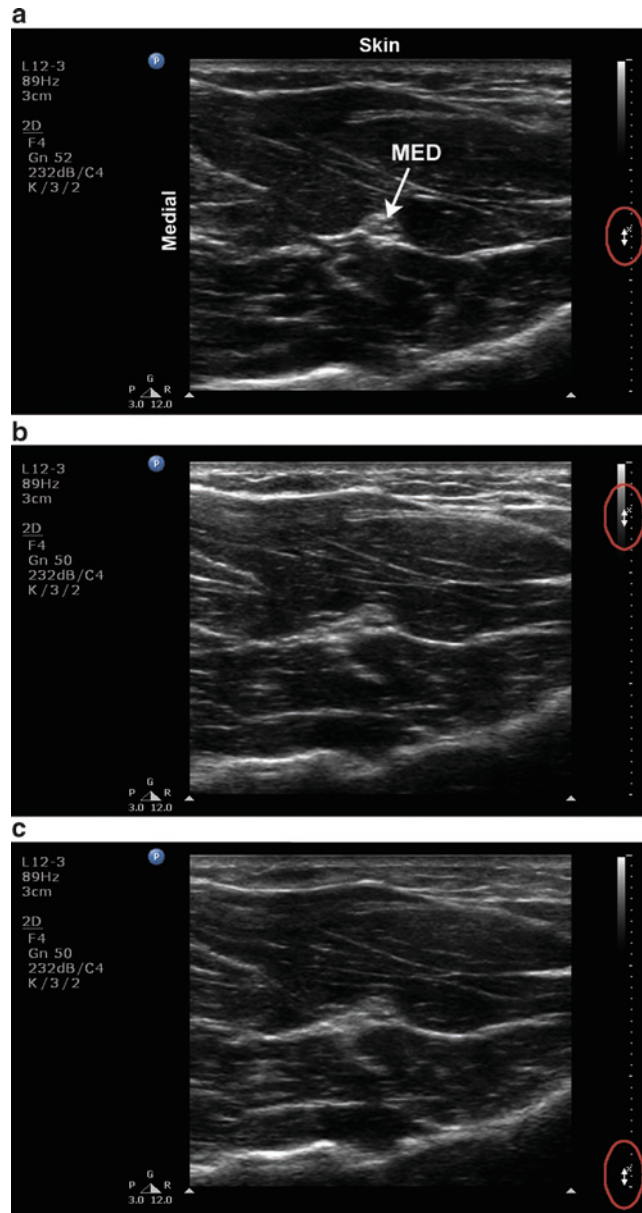 a
Skin
L12-3
89Hz
3cm
P
2D
F4
Gn 52
232dB/C4
K/3/2
MED
Medial
G
P R
3.0 12.0
b
L12-3
89Hz
3cm
P
2D
F4
Gn 50
232dB/C4
K/3/2
G
P R
3.0 12.0
c
L12-3
89Hz
3cm
P
2D
F4
Gn 50
232dB/C4
K/3/2
G
P R
3.0 12.0